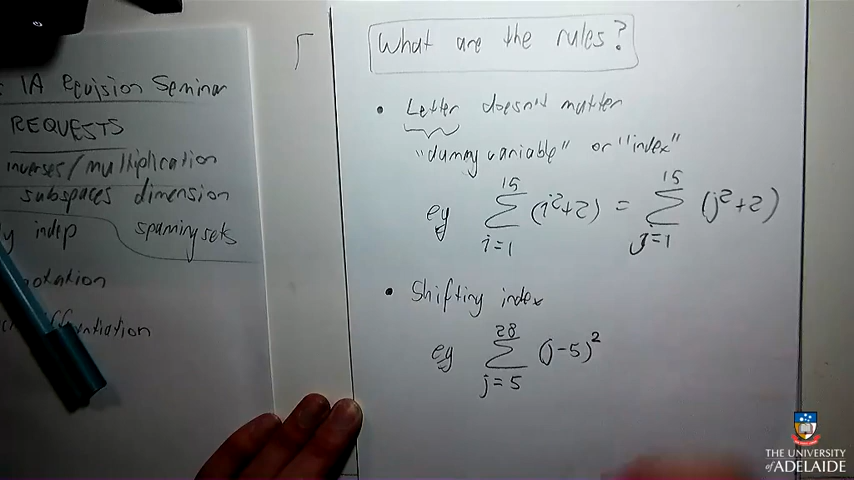 1A Revision Seminar
REQUESTS
inverses/multiplication
subspaces dimension
indep spanning sets
notation
What are the rules?
• Letter doesn't matter
"dummy variable" or "index"
eg ∑_{i=1}^{15} (i²+2) = ∑_{j=1}^{15} (j²+2)
• Shifting index
eg ∑_{j=5}^{28} (j-5)²
THE UNIVERSITY
of ADELAIDE